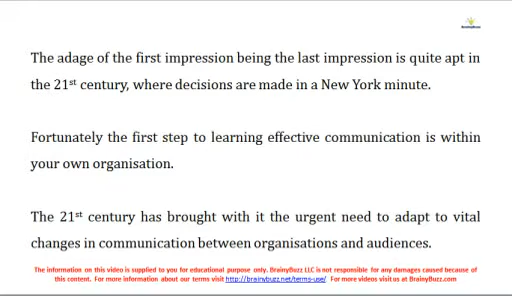 BrainyBuzz
The adage of the first impression being the last impression is quite apt in
the 21st century, where decisions are made in a New York minute.
Fortunately the first step to learning effective communication is within
your own organisation.
The 21st century has brought with it the urgent need to adapt to vital
changes in communication between organisations and audiences.
The information on this video is supplied to you for educational purpose only. BrainyBuzz LLC is not responsible for any damages caused because of
this content. For more information about our terms visit http://brainybuzz.net/terms-use/ For more videos visit us at BrainyBuzz.com